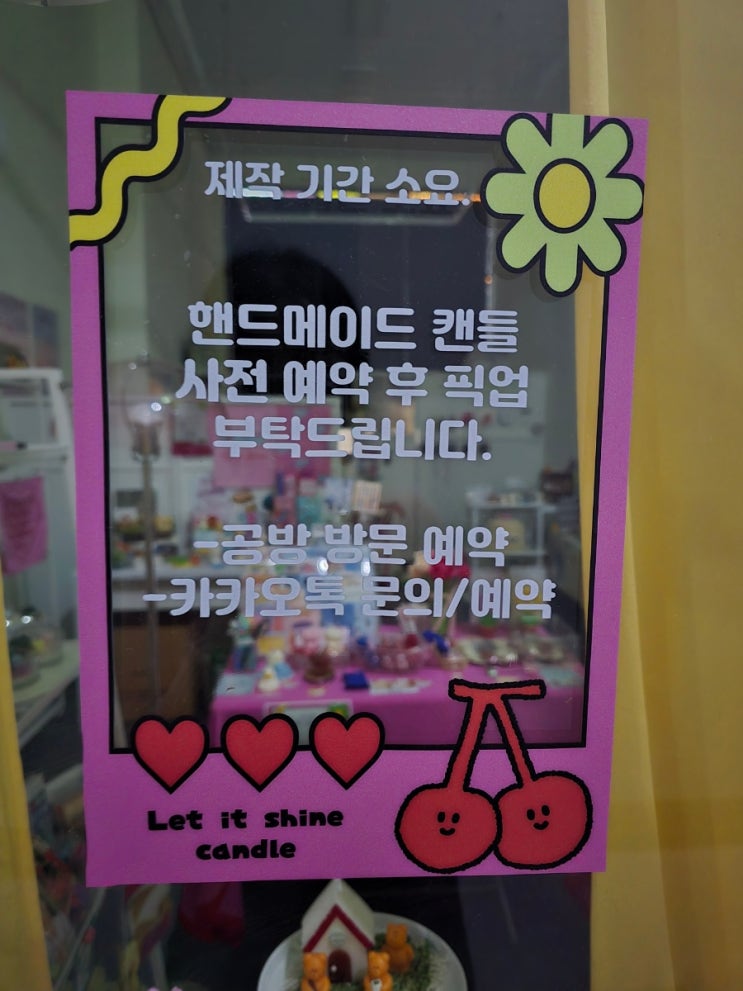 제작 기간 소요.
핸드메이드 캔들
사전 예약 후 픽업
부탁드립니다.
-공방 방문 예약
-카카오톡 문의/예약
Let it shine
candle